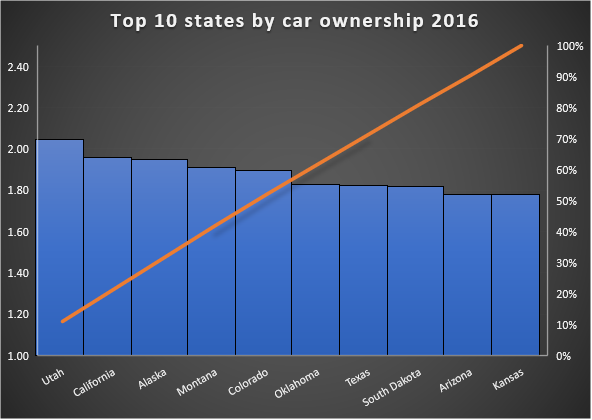 Top 10 states by car ownership 2016
2.40
2.20
2.00
1.80
1.60
1.40
1.20
1.00
100%
90%
80%
70%
60%
50%
40%
30%
20%
10%
0%
Utah
California
Alaska
Montana
Colorado
Oklahoma
Texas
South Dakota
Arizona
Kansas